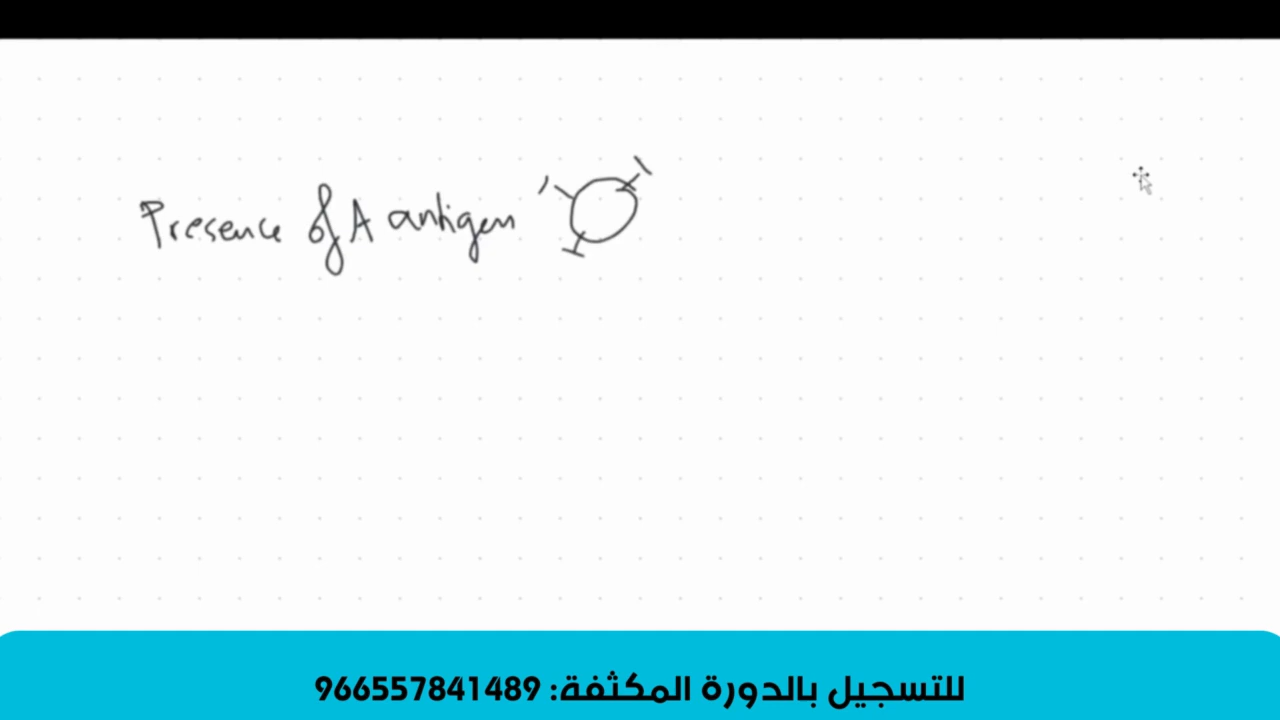 Presence of A antigen
للتسجيل بالدورة المكثفة: 966557841489